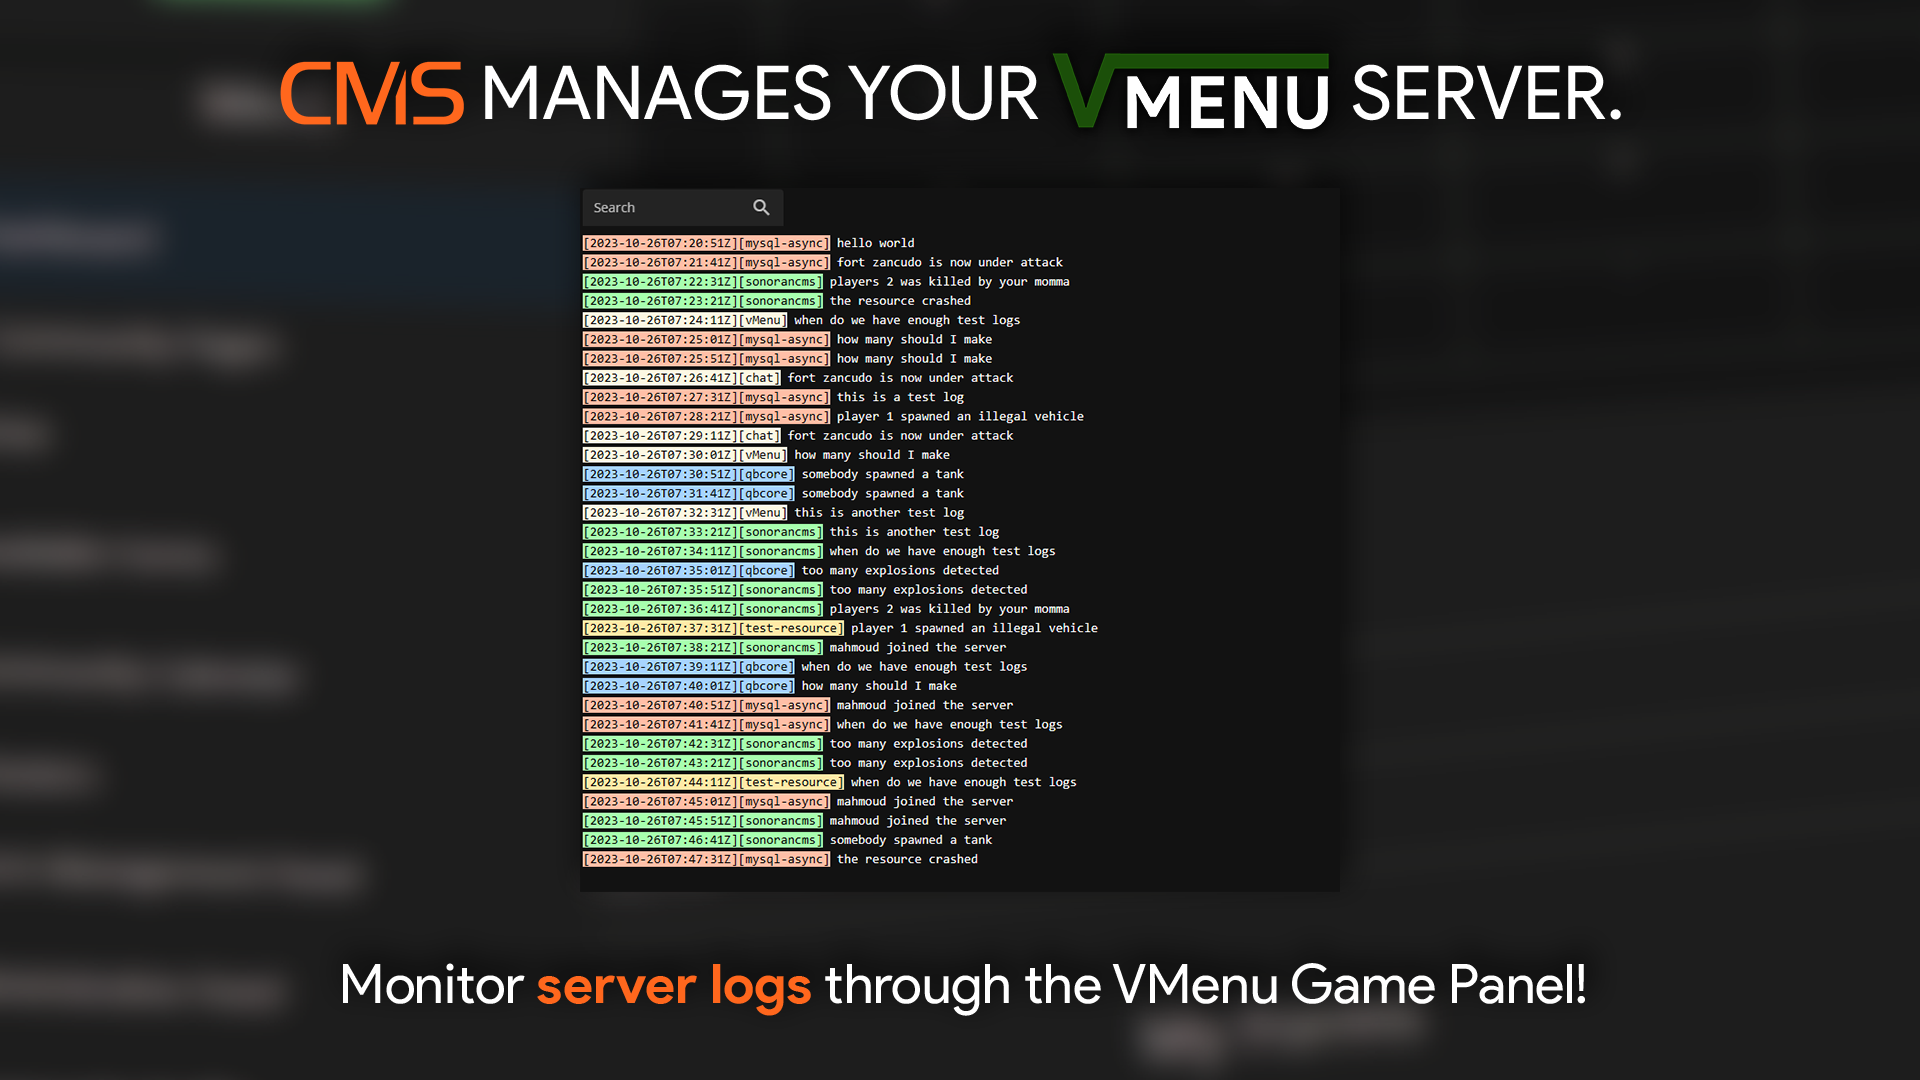 CMS MANAGES YOUR VMENU SERVER.
Search
[2023-10-26T07:20:51Z][mysql-async] hello world
[2023-10-26T07:21:41Z][mysql-async] fort zancudo is now under attack
[2023-10-26T07:22:31Z][sonorancms] players 2 was killed by your momma
[2023-10-26T07:23:21Z][sonorancms] the resource crashed
[2023-10-26T07:24:11Z][vMenu] when do we have enough test logs
[2023-10-26T07:25:01Z][mysql-async] how many should I make
[2023-10-26T07:25:51Z][mysql-async] how many should I make
[2023-10-26T07:26:41Z][chat] fort zancudo is now under attack
[2023-10-26T07:27:31Z][mysql-async] this is a test log
[2023-10-26T07:28:21Z][mysql-async] player 1 spawned an illegal vehicle
[2023-10-26T07:29:11Z][chat] fort zancudo is now under attack
[2023-10-26T07:30:01Z][vMenu] how many should I make
[2023-10-26T07:30:51Z][qbcore] somebody spawned a tank
[2023-10-26T07:31:41Z][qbcore] somebody spawned a tank
[2023-10-26T07:32:31Z][vMenu] this is another test log
[2023-10-26T07:33:21Z][sonorancms] this is another test log
[2023-10-26T07:34:11Z][sonorancms] when do we have enough test logs
[2023-10-26T07:35:01Z][qbcore] too many explosions detected
[2023-10-26T07:35:51Z][sonorancms] too many explosions detected
[2023-10-26T07:36:41Z][sonorancms] players 2 was killed by your momma
[2023-10-26T07:37:31Z][test-resource] player 1 spawned an illegal vehicle
[2023-10-26T07:38:21Z][sonorancms] mahmoud joined the server
[2023-10-26T07:39:11Z][qbcore] when do we have enough test logs
[2023-10-26T07:40:01Z][qbcore] how many should I make
[2023-10-26T07:40:51Z][mysql-async] mahmoud joined the server
[2023-10-26T07:41:41Z][mysql-async] when do we have enough test logs
[2023-10-26T07:42:31Z][sonorancms] too many explosions detected
[2023-10-26T07:43:21Z][sonorancms] too many explosions detected
[2023-10-26T07:44:11Z][test-resource] when do we have enough test logs
[2023-10-26T07:45:01Z][mysql-async] mahmoud joined the server
[2023-10-26T07:45:51Z][sonorancms] mahmoud joined the server
[2023-10-26T07:46:41Z][sonorancms] somebody spawned a tank
[2023-10-26T07:47:31Z][mysql-async] the resource crashed
Monitor server logs through the VMenu Game Panel!